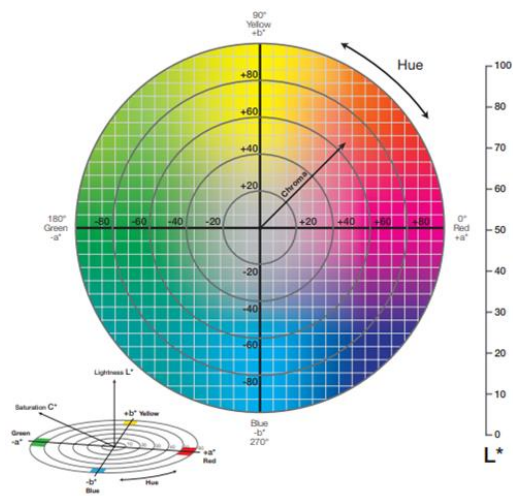 90°
Yellow
+b*
Hue
100
+80
80
+60
70
+40
60
+20
Chroma
180°
Green
-a*
-80 -60 -40 -20
+20 +40 +60 +80
0°
Red
+a*
50
-20
40
-40
30
-60
20
-80
10
0
L*
Blue
-b*
270°
Lightness L*
Saturation C*
+b* Yellow
Green
-a*
+a*
Red
-b*
Blue
Hue